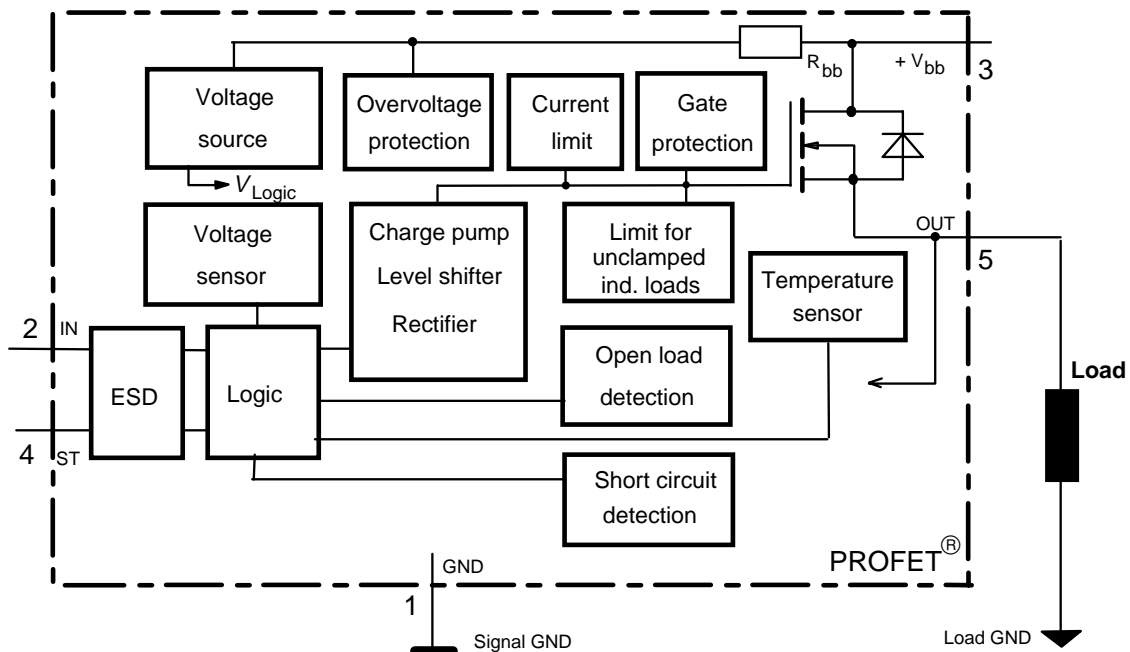 R bb
+ V bb
3
Voltage
source
Overvoltage
protection
Current
limit
Gate
protection
V Logic
Voltage
sensor
Charge pump
Level shifter
Rectifier
Limit for
unclamped
ind. loads
OUT
5
Temperature
sensor
2
IN
ESD
Logic
Open load
detection
Load
4
ST
Short circuit
detection
PROFET®
GND
1
Signal GND
Load GND